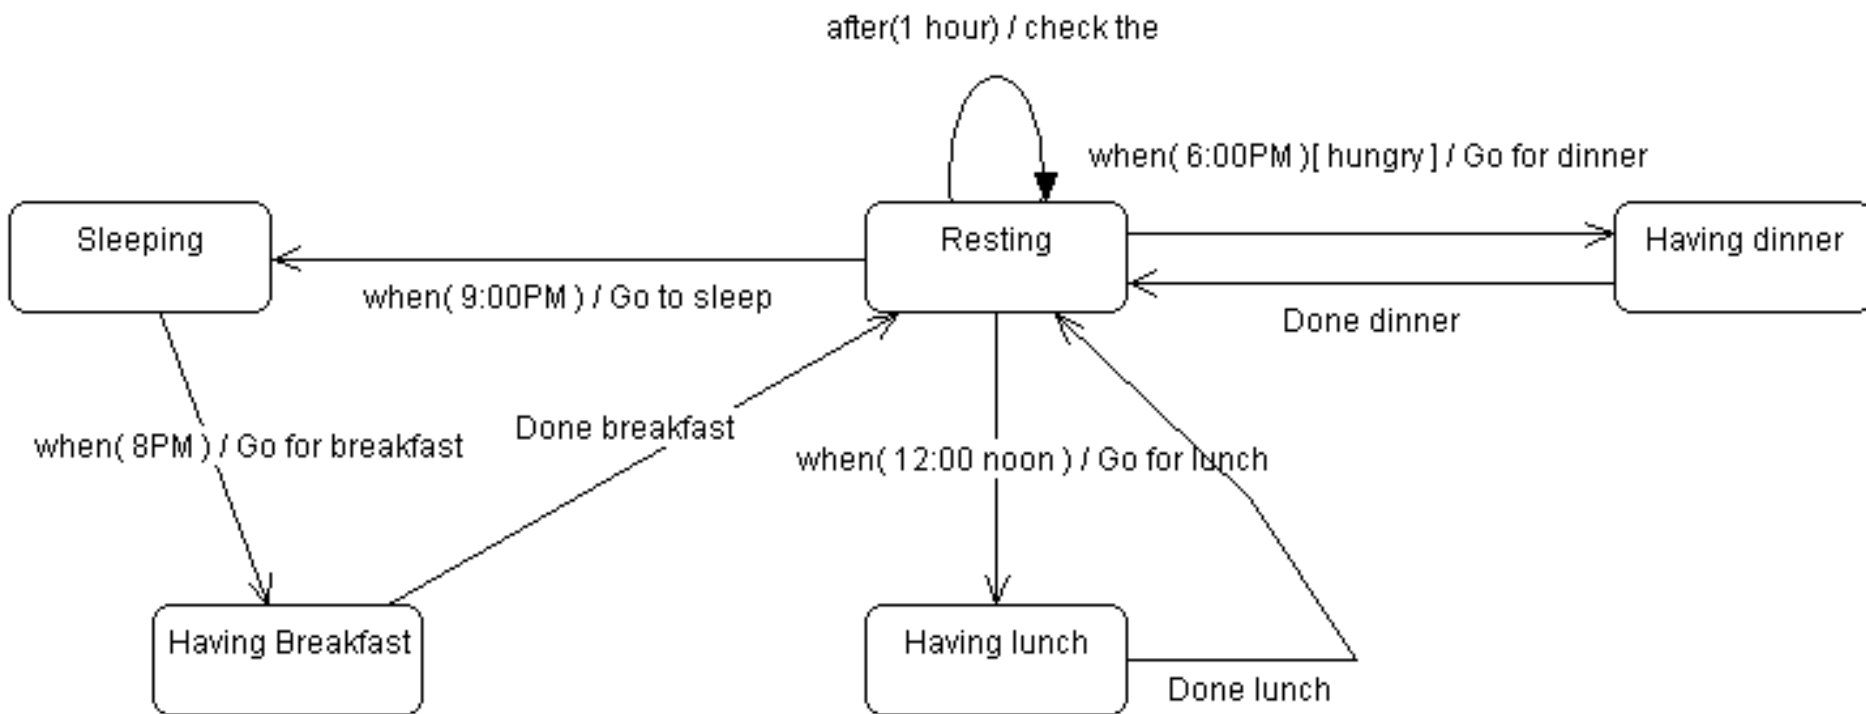 after(1 hour) / check the
when( 6:00PM )[ hungry ] / Go for dinner
Sleeping
Resting
Having dinner
when( 9:00PM ) / Go to sleep
Done dinner
Done breakfast
when( 8PM ) / Go for breakfast
when( 12:00 noon ) / Go for lunch
Having Breakfast
Having lunch
Done lunch